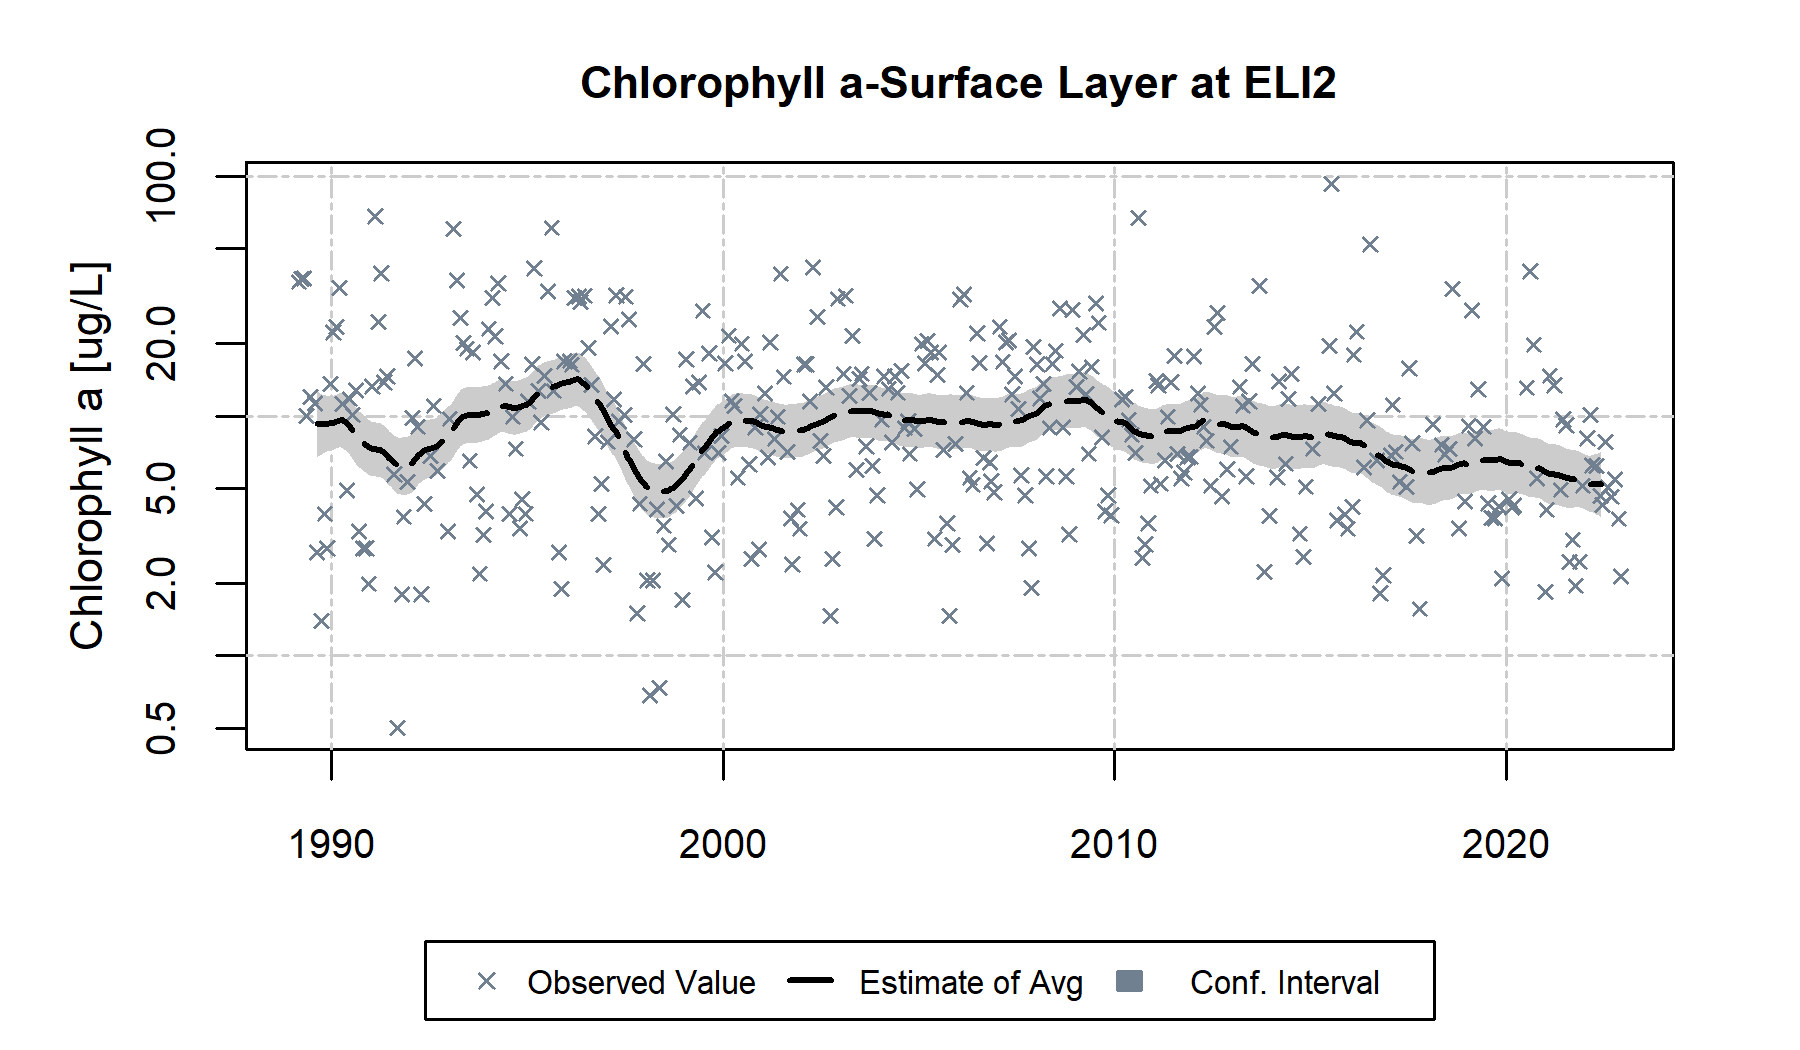 Chlorophyll a-Surface Layer at ELI2
Chlorophyll a [ug/L]
100.0
20.0
5.0
2.0
0.5
1990
2000
2010
2020
Observed Value
Estimate of Avg
Conf. Interval